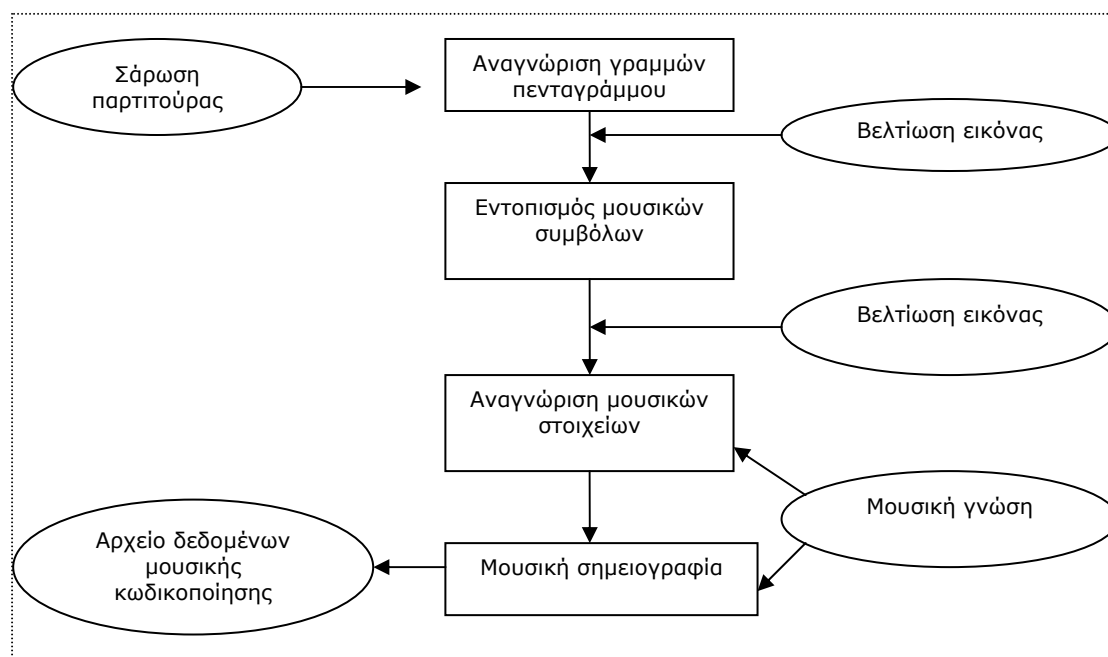 Σάρωση
παρτιτούρας
Αναγνώριση γραμμών
πενταγράμμου
Βελτίωση εικόνας
Εντοπισμός μουσικών
συμβόλων
Βελτίωση εικόνας
Αναγνώριση μουσικών
στοιχείων
Μουσική γνώση
Αρχείο δεδομένων
μουσικής
κωδικοποίησης
Μουσική σημειογραφία